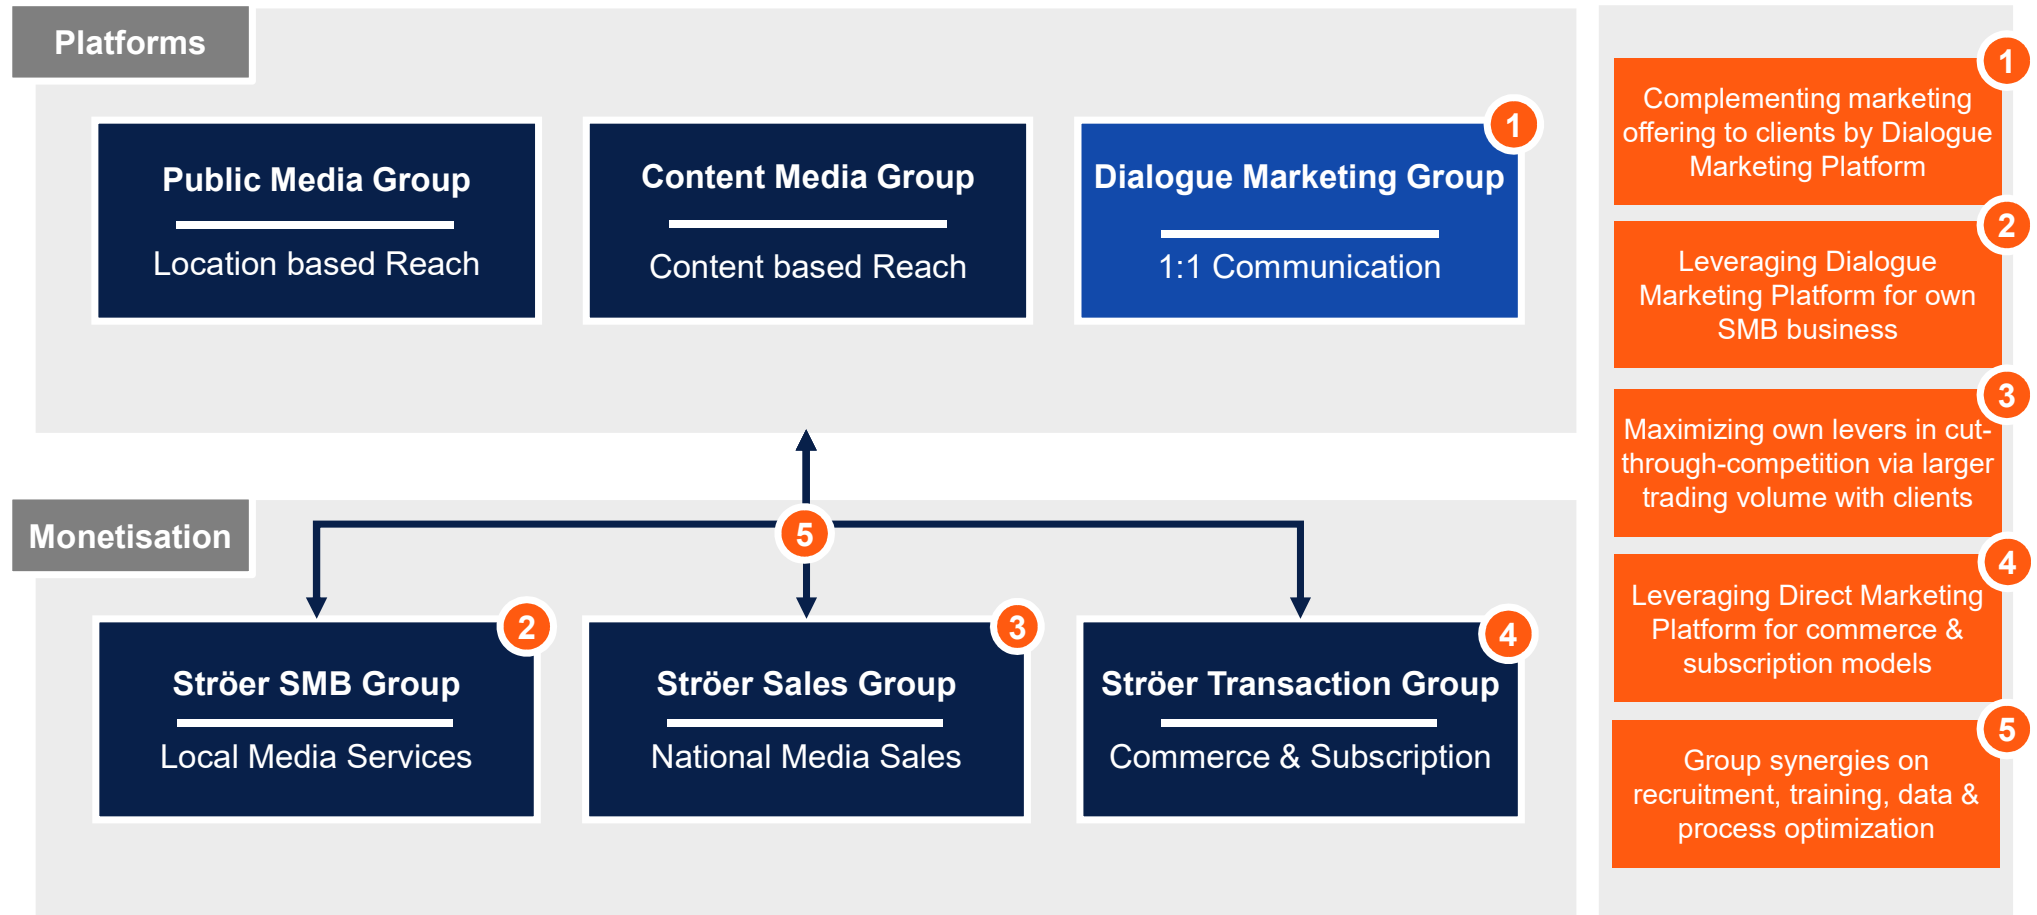 Platforms
1
Public Media Group
Location based Reach
Content Media Group
Content based Reach
Dialogue Marketing Group
1:1 Communication
Monetisation
5
2
Ströer SMB Group
Local Media Services
3
Ströer Sales Group
National Media Sales
4
Ströer Transaction Group
Commerce & Subscription
1
Complementing marketing
offering to clients by Dialogue
Marketing Platform
2
Leveraging Dialogue
Marketing Platform for own
SMB business
3
Maximizing own levers in cut-
through-competition via larger
trading volume with clients
4
Leveraging Direct Marketing
Platform for commerce &
subscription models
5
Group synergies on
recruitment, training, data &
process optimization